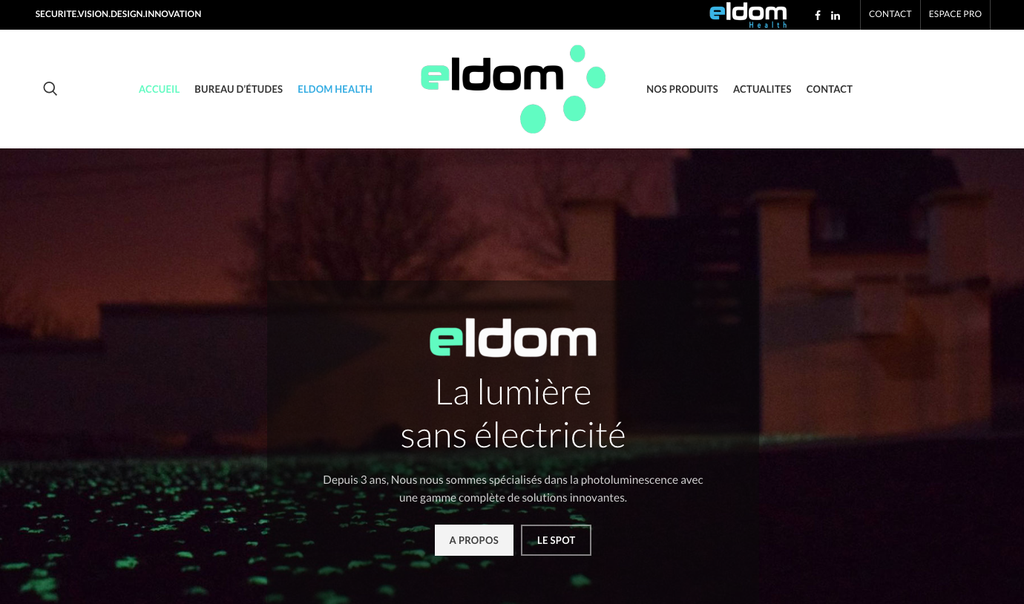 SECURITE.VISION.DESIGN.INNOVATION
eldom
Health
CONTACT
ESPACE PRO
ACCUEIL
BUREAU D'ÉTUDES
ELDOM HEALTH
eldom
NOS PRODUITS
ACTUALITES
CONTACT
eldom
La lumière
sans électricité
Depuis 3 ans, Nous nous sommes spécialisés dans la photoluminescence avec
une gamme complète de solutions innovantes.
A PROPOS
LE SPOT